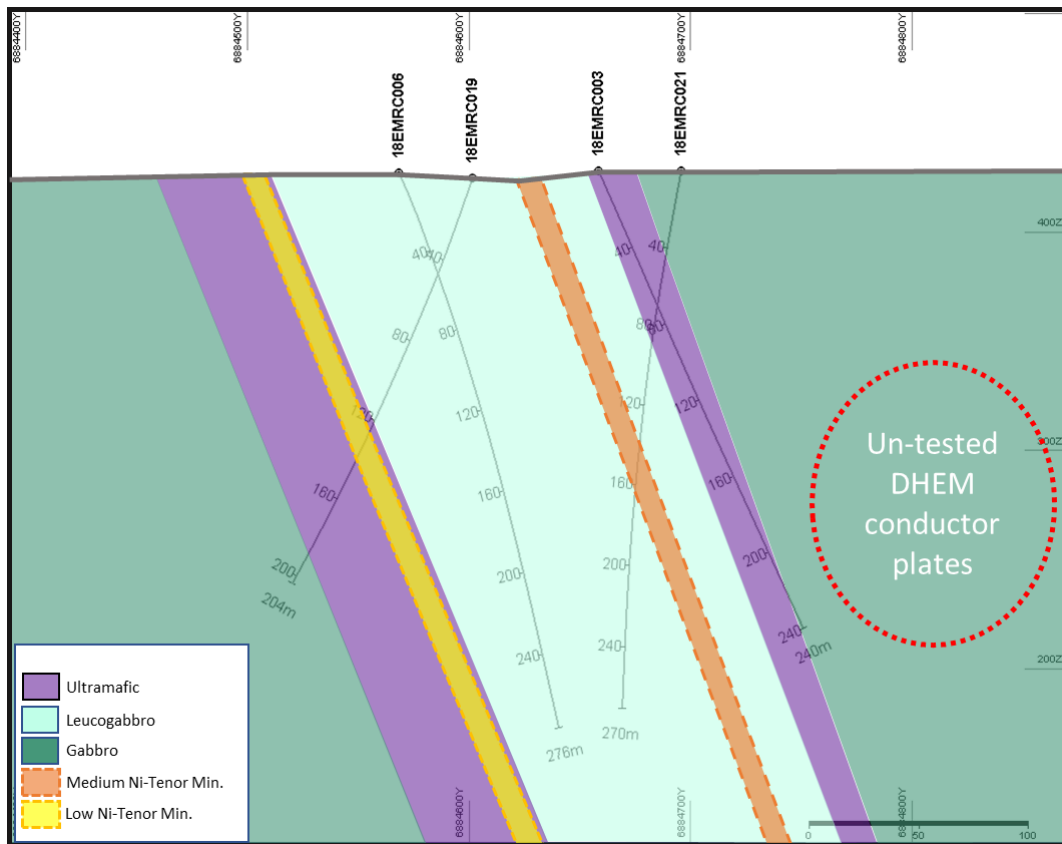 6884400Y
6884500Y
6884600Y
6884700Y
6884800Y
18EMRC006
18EMRC019
18EMRC003
18EMRC021
400Z
40
40
40
40
80
80
80
80
120
120
120
120
160
160
160
160
200
200
200
200
204m
240
240
240
240m
270m
276m
300Z
200Z
Un-tested
DHEM
conductor
plates
Ultramafic
Leucogabbro
Gabbro
Medium Ni-Tenor Min.
Low Ni-Tenor Min.
6884600Y
6884700Y
6884800Y
0
50
100